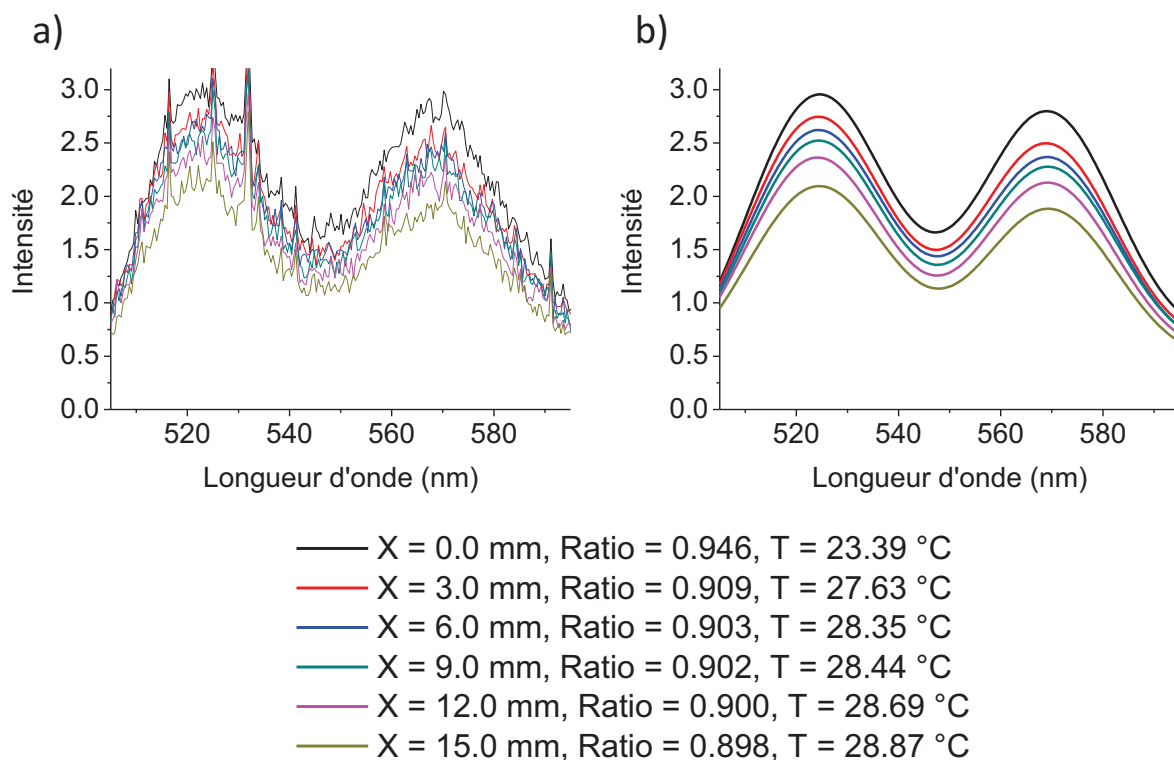 a)
b)
3.0
2.5
2.0
1.5
1.0
0.5
0.0
Intensité
520 540 560 580
Longueur d'onde (nm)
3.0
2.5
2.0
1.5
1.0
0.5
0.0
Intensité
520 540 560 580
Longueur d'onde (nm)
X = 0.0 mm, Ratio = 0.946, T = 23.39 °C
X = 3.0 mm, Ratio = 0.909, T = 27.63 °C
X = 6.0 mm, Ratio = 0.903, T = 28.35 °C
X = 9.0 mm, Ratio = 0.902, T = 28.44 °C
X = 12.0 mm, Ratio = 0.900, T = 28.69 °C
X = 15.0 mm, Ratio = 0.898, T = 28.87 °C